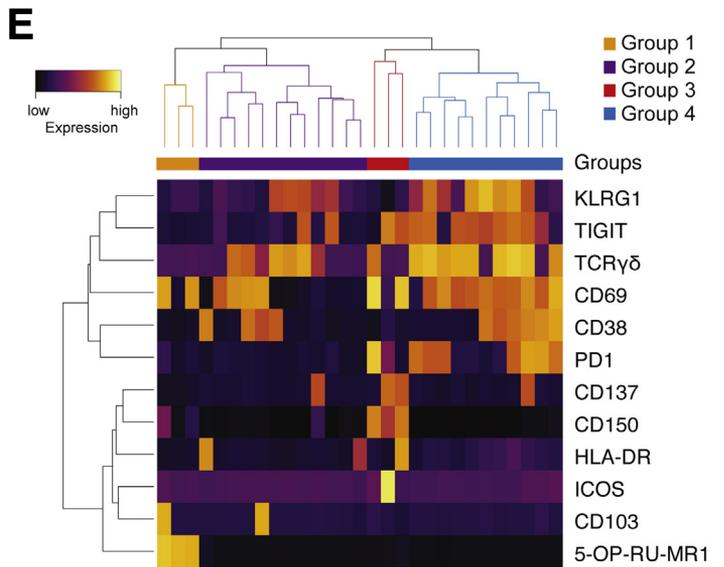 E
low high
Expression
Group 1
Group 2
Group 3
Group 4
Groups
KLRG1
TIGIT
TCRγδ
CD69
CD38
PD1
CD137
CD150
HLA-DR
ICOS
CD103
5-OP-RU-MR1